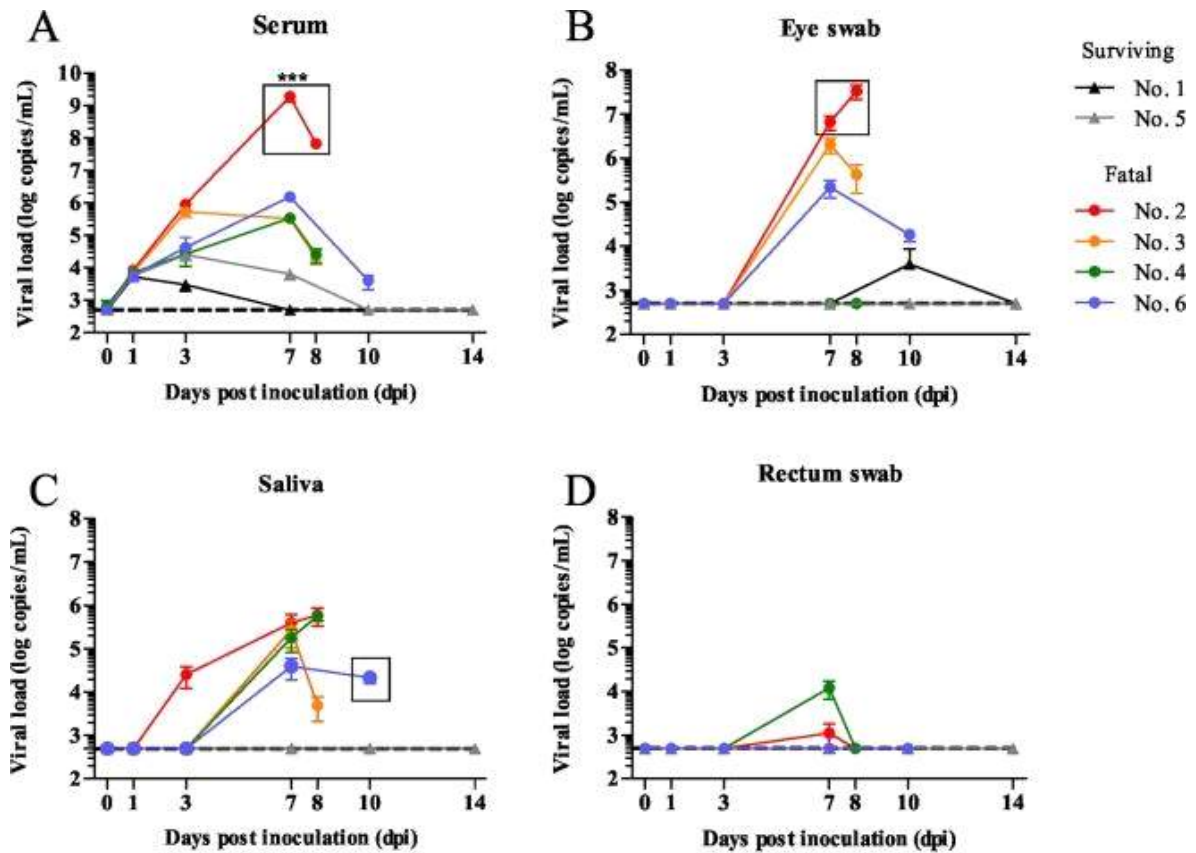 A
Serum
Viral load (log copies/mL)
10
9
8
7
6
5
4
3
2
***
0 1 3 7 8 10 14
Days post inoculation (dpi)
B
Eye swab
Viral load (log copies/mL)
8
7
6
5
4
3
2
0 1 3 7 8 10 14
Days post inoculation (dpi)
Surviving
No. 1
No. 5
Fatal
No. 2
No. 3
No. 4
No. 6
C
Saliva
Viral load (log copies/mL)
8
7
6
5
4
3
2
0 1 3 7 8 10 14
Days post inoculation (dpi)
D
Rectum swab
Viral load (log copies/mL)
8
7
6
5
4
3
2
0 1 3 7 8 10 14
Days post inoculation (dpi)